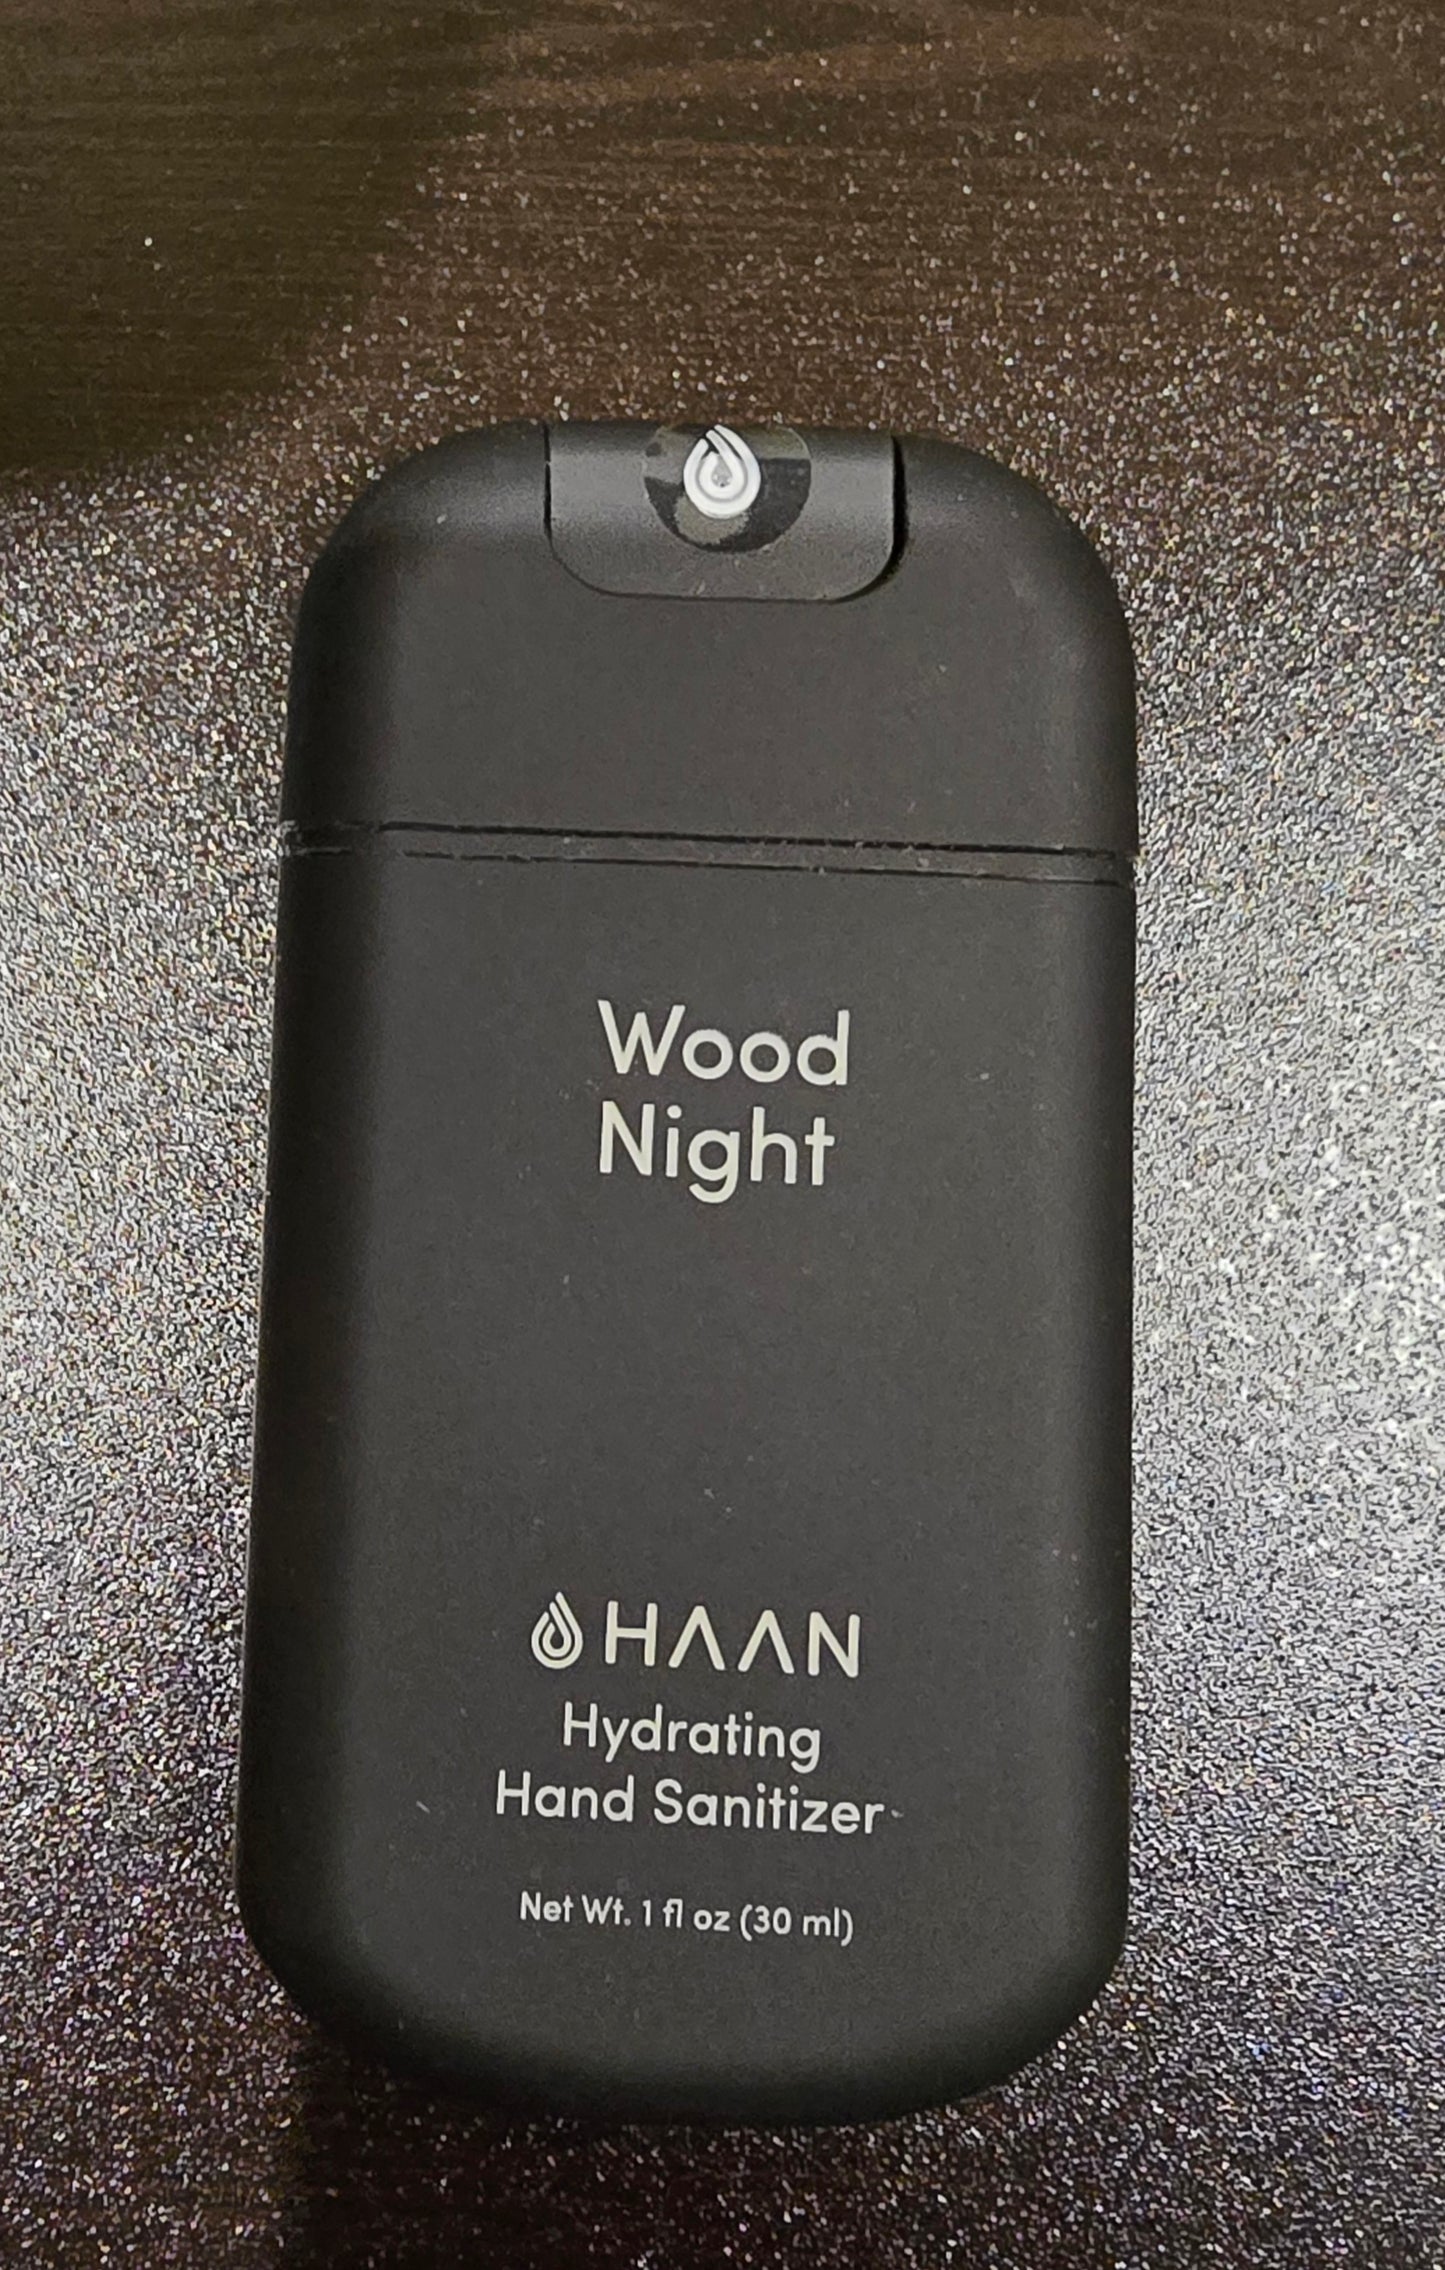 Wood
Night
HAAN
Hydrating
Hand Sanitizer
Net Wt. 1 fl oz (30 ml)